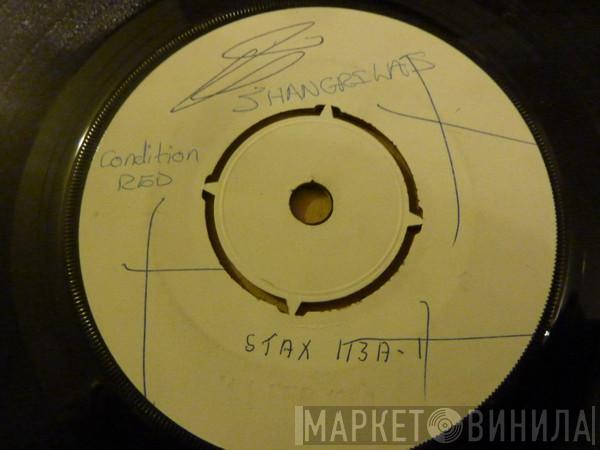 SHANGRILAS
Condition
RED
STAX 113A-1
МАРКЕТ ВИНИЛА